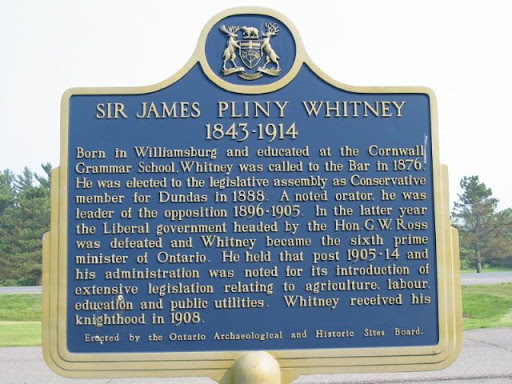 SIR JAMES PLINY WHITNEY
1843-1914
Born in Williamsburg and educated at the Cornwall
Grammar School, Whitney was called to the Bar in 1876.
He was elected to the legislative assembly as Conservative
member for Dundas in 1888. A noted orator, he was
leader of the opposition 1896-1905. In the latter year
the Liberal government headed by the Hon. G.W. Ross
was defeated and Whitney became the sixth prime
minister of Ontario. He held that post 1905-14 and
his administration was noted for its introduction of
extensive legislation relating to agriculture, labour,
education and public utilities. Whitney received his
knighthood in 1908.
Erected by the Ontario Archaeological and Historic Sites Board.